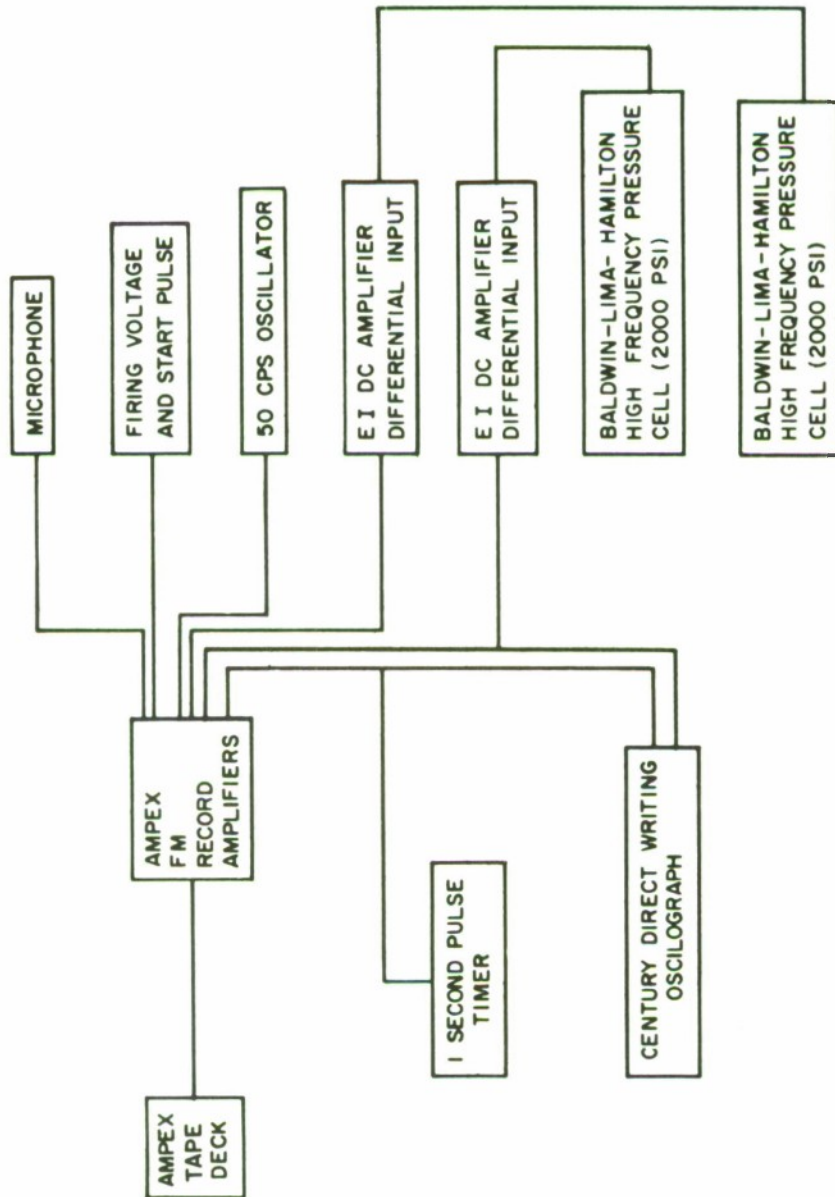 AMPEX
TAPE
DECK
AMPEX
FM
RECORD
AMPLIFIERS
MICROPHONE
FIRING VOLTAGE
AND START PULSE
50 CPS OSCILLATOR
E I DC AMPLIFIER
DIFFERENTIAL INPUT
E I DC AMPLIFIER
DIFFERENTIAL INPUT
BALDWIN-LIMA-HAMILTON
HIGH FREQUENCY PRESSURE
CELL (2000 PSI)
BALDWIN-LIMA-HAMILTON
HIGH FREQUENCY PRESSURE
CELL (2000 PSI)
1 SECOND PULSE
TIMER
CENTURY DIRECT WRITING
OSCILOGRAPH